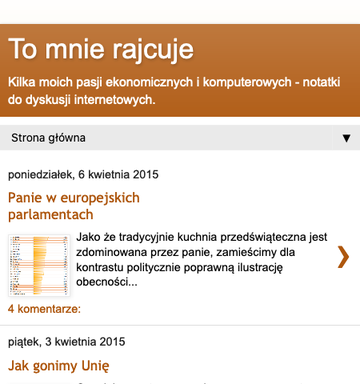 To mnie rajcuje
Kilka moich pasji ekonomicznych i komputerowych - notatki
do dyskusji internetowych.
Strona główna
poniedziałek, 6 kwietnia 2015
Panie w europejskich
parlamentach
Jako że tradycyjnie kuchnia przedświąteczna jest
zdominowana przez panie, zamieścimy dla
kontrastu politycznie poprawną ilustrację
obecności...
4 komentarze:
piątek, 3 kwietnia 2015
Jak gonimy Unię